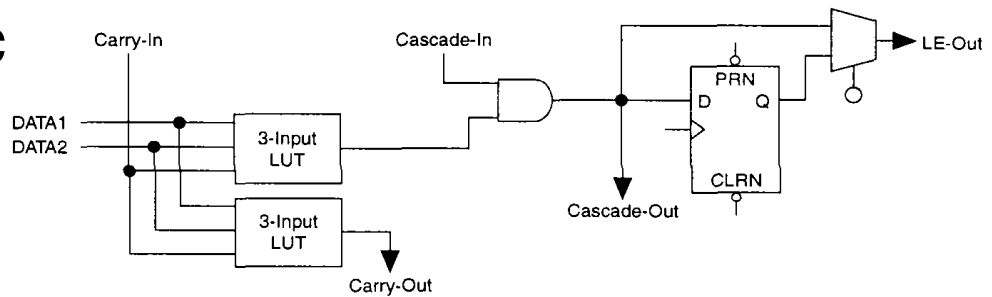 C
Carry-In
Cascade-In
LE-Out
PRN
DATA1
D Q
DATA2
3-Input
LUT
CLRN
3-Input
LUT
Cascade-Out
Carry-Out